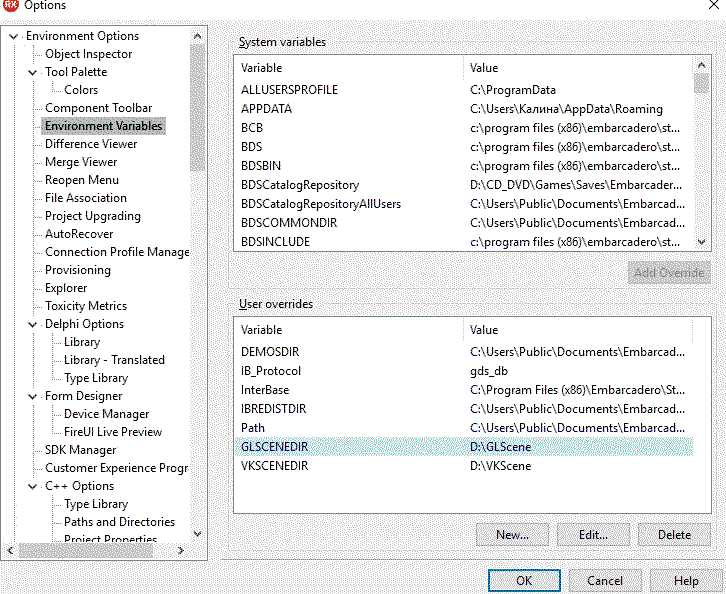 RX Options
Environment Options
Object Inspector
Tool Palette
Colors
Component Toolbar
Environment Variables
Difference Viewer
Merge Viewer
Reopen Menu
File Association
Project Upgrading
AutoRecover
Connection Profile Manage
Provisioning
Explorer
Toxicity Metrics
Delphi Options
Library
Library - Translated
Type Library
Form Designer
Device Manager
FireUI Live Preview
SDK Manager
Customer Experience Progr
C++ Options
Type Library
Paths and Directories
Project Properties
System variables
Variable Value
ALLUSERSPROFILE C:\ProgramData
APPDATA C:\Users\Калина\AppData\Roaming
BCB c:\program files (x86)\embarcadero\st...
BDS c:\program files (x86)\embarcadero\st...
BDSBIN c:\program files (x86)\embarcadero\st...
BDSCatalogRepository D:\CD_DVD\Games\Saves\Embarcader...
BDSCatalogRepositoryAllUsers C:\Users\Public\Documents\Embarcad...
BDSCOMMONDIR C:\Users\Public\Documents\Embarcad...
BDSINCLUDE c:\program files (x86)\embarcadero\st...
Add Override
User overrides
Variable Value
DEMOSDIR C:\Users\Public\Documents\Embarcad...
IB_Protocol gds_db
InterBase C:\Program Files (x86)\Embarcadero\St...
IBREDISTDIR C:\Users\Public\Documents\Embarcad...
Path C:\Users\Public\Documents\Embarcad...
GLSCENEDIR D:\GLScene
VKSCENEDIR D:\VKScene
New... Edit... Delete
OK Cancel Help